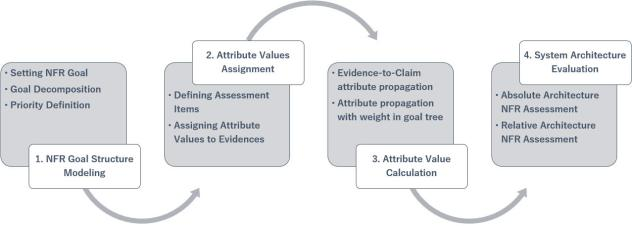 · Setting NFR Goal
· Goal Decomposition
· Priority Definition
1. NFR Goal Structure
Modeling
2. Attribute Values
Assignment
· Defining Assessment
Items
· Assigning Attribute
Values to Evidences
· Evidence-to-Claim
attribute propagation
· Attribute propagation
with weight in goal tree
3. Attribute Value
Calculation
4. System Architecture
Evaluation
· Absolute Architecture
NFR Assessment
· Relative Architecture
NFR Assessment